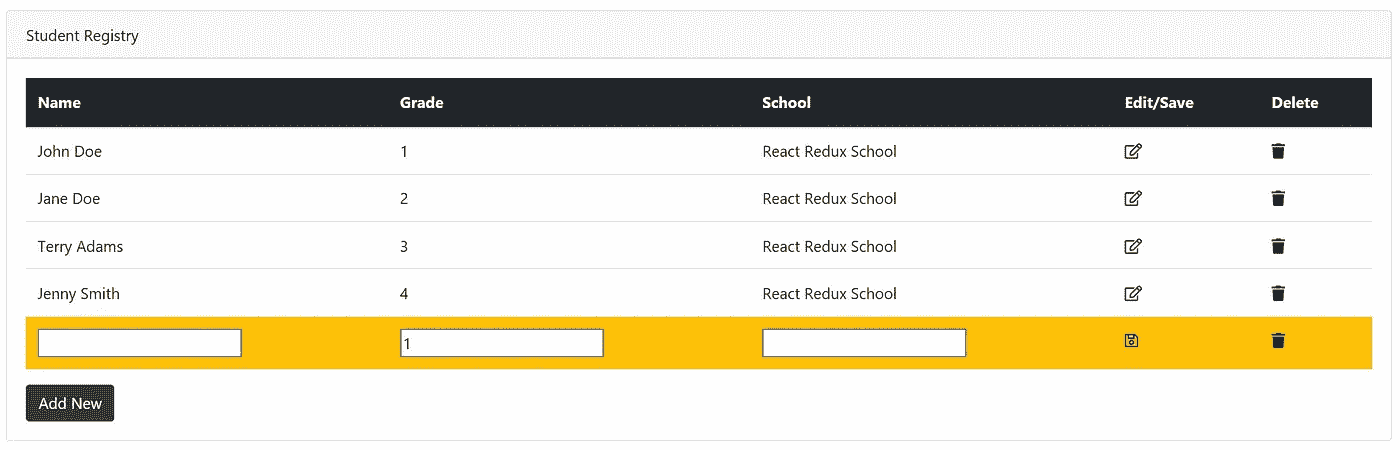 Student Registry
Name Grade School Edit/Save Delete
John Doe 1 React Redux School
Jane Doe 2 React Redux School
Terry Adams 3 React Redux School
Jenny Smith 4 React Redux School
1
Add New